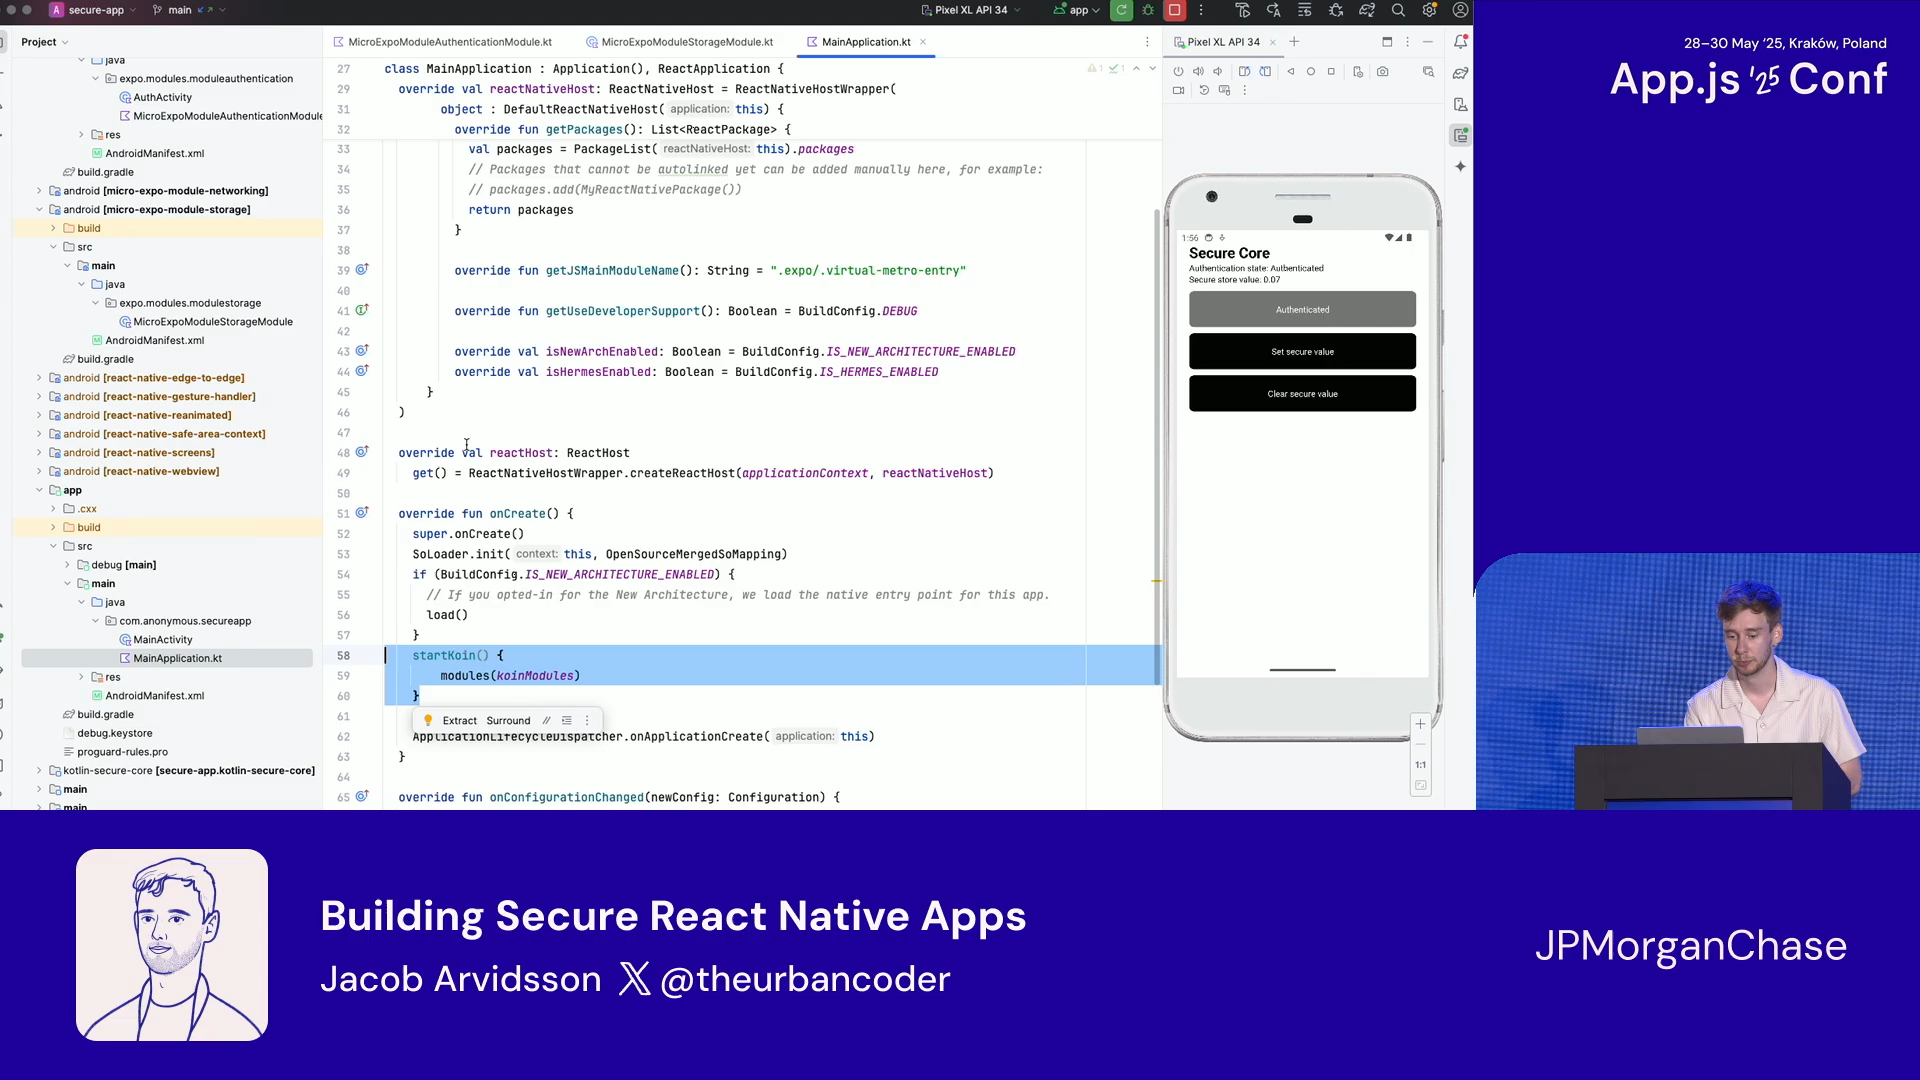 secure-app
main
Pixel XL API 34
app
Project
MicroExpoModuleAuthenticationModule.kt
MicroExpoModuleStorageModule.kt
MainApplication.kt
Pixel XL API 34
java
expo.modules.moduleauthentication
AuthActivity
MicroExpoModuleAuthenticationModule
res
AndroidManifest.xml
build.gradle
android [micro-expo-module-networking]
android [micro-expo-module-storage]
build
src
main
java
expo.modules.modulestorage
MicroExpoModuleStorageModule
AndroidManifest.xml
build.gradle
android [react-native-edge-to-edge]
android [react-native-gesture-handler]
android [react-native-reanimated]
android [react-native-safe-area-context]
android [react-native-screens]
android [react-native-webview]
app
.cxx
build
src
debug [main]
main
java
com.anonymous.secureapp
MainActivity
MainApplication.kt
res
AndroidManifest.xml
build.gradle
debug.keystore
proguard-rules.pro
kotlin-secure-core [secure-app.kotlin-secure-core]
main
main
27 class MainApplication : Application(), ReactApplication {
29 override val reactNativeHost: ReactNativeHost = ReactNativeHostWrapper(
31 object : DefaultReactNativeHost( application: this) {
32 override fun getPackages(): List<ReactPackage> {
33 val packages = PackageList( reactNativeHost: this).packages
34 // Packages that cannot be autolinked yet can be added manually here, for example:
35 // packages.add(MyReactNativePackage())
36 return packages
37 }
38
39 override fun getJSMainModuleName(): String = ".expo/.virtual-metro-entry"
40
41 override fun getUseDeveloperSupport(): Boolean = BuildConfig.DEBUG
42
43 override val isNewArchEnabled: Boolean = BuildConfig.IS_NEW_ARCHITECTURE_ENABLED
44 override val isHermesEnabled: Boolean = BuildConfig.IS_HERMES_ENABLED
45 }
46 )
47
48 override val reactHost: ReactHost
49 get() = ReactNativeHostWrapper.createReactHost(applicationContext, reactNativeHost)
50
51 override fun onCreate() {
52 super.onCreate()
53 SoLoader.init( context: this, OpenSourceMergedSoMapping)
54 if (BuildConfig.IS_NEW_ARCHITECTURE_ENABLED) {
55 // If you opted-in for the New Architecture, we load the native entry point for this app.
56 load()
57 }
58 startKoin() {
59 modules(koinModules)
60 }
61 Extract Surround //
62 ApplicationLifecycleDispatcher.onApplicationCreate( application: this)
63 }
64
65 override fun onConfigurationChanged(newConfig: Configuration) {
1 1
1:56
Secure Core
Authentication state: Authenticated
Secure store value: 0.07
Authenticated
Set secure value
Clear secure value
1:1
28–30 May '25, Kraków, Poland
App.js '25 Conf
Building Secure React Native Apps
Jacob Arvidsson X @theurbancoder
JPMorganChase